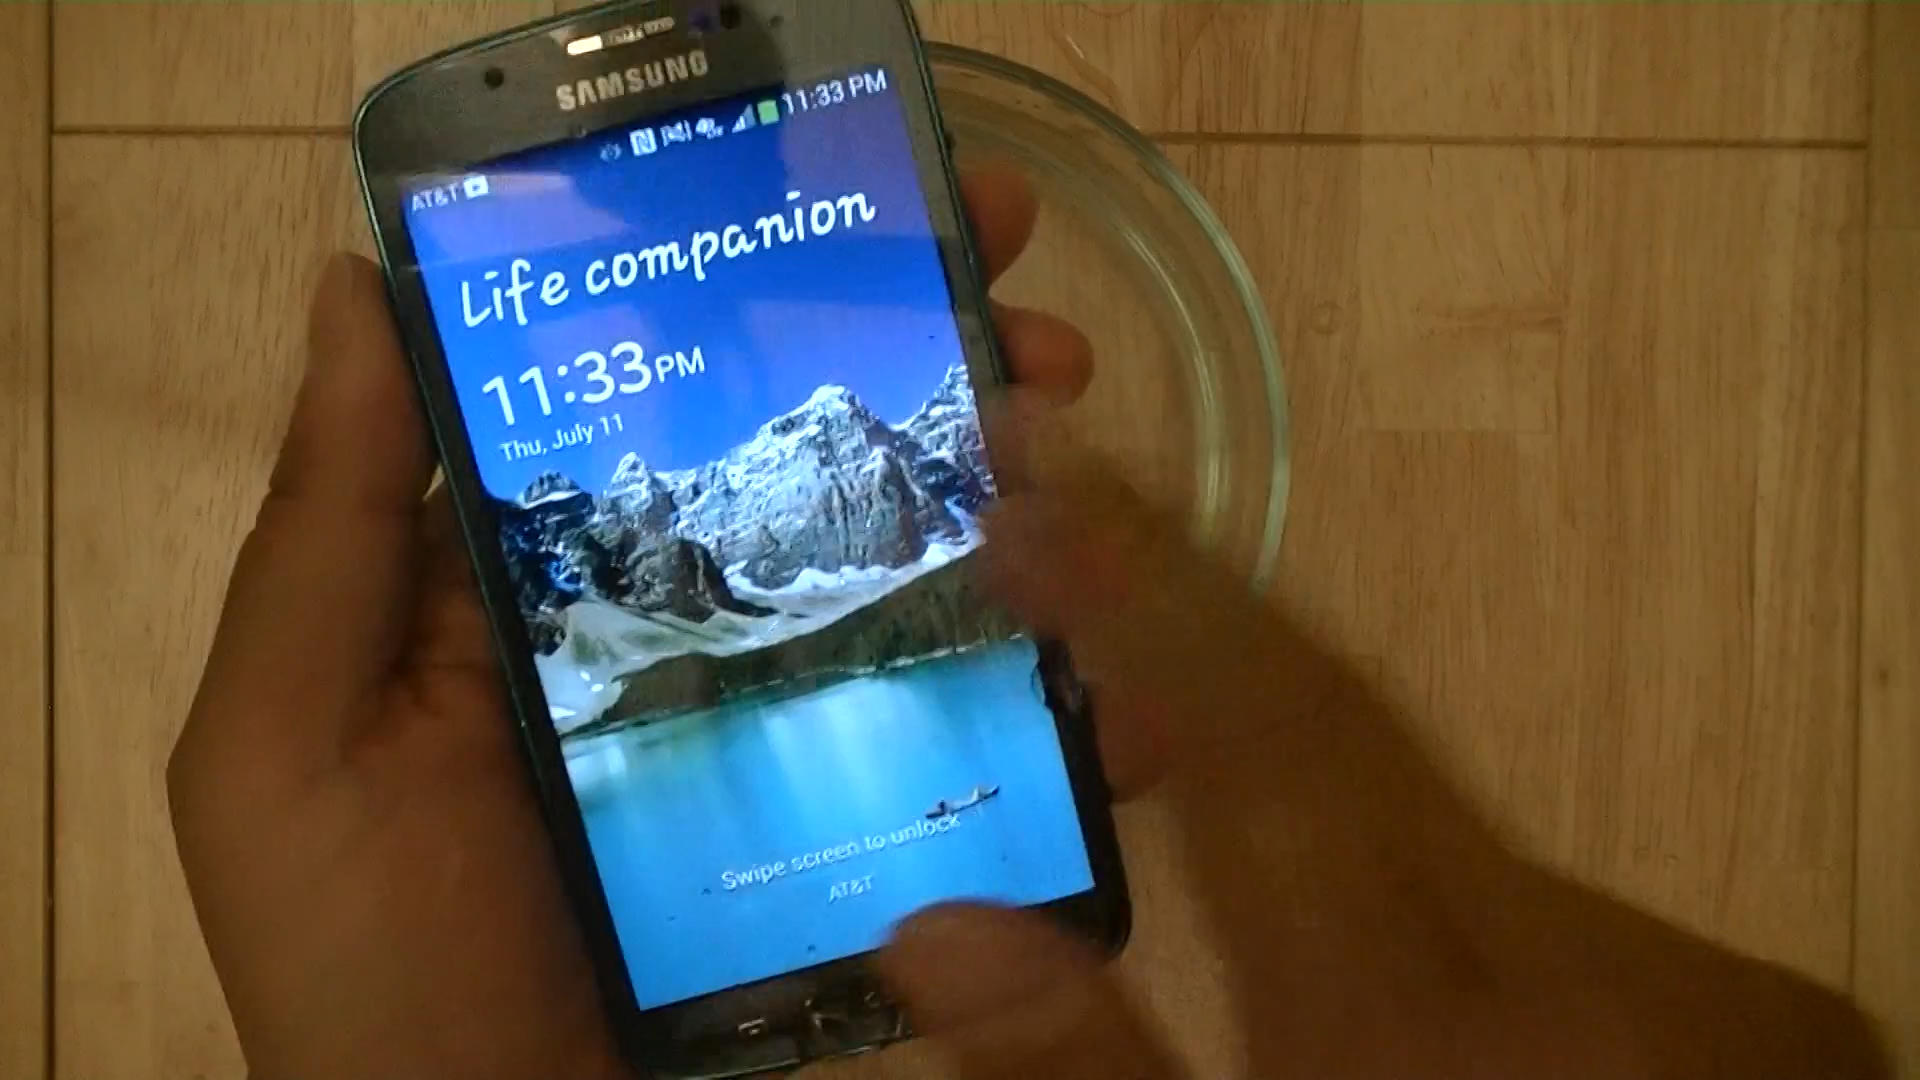 SAMSUNG
AT&T 11:33 PM
Life companion
11:33PM
Thu, July 11
Swipe screen to unlock
AT&T